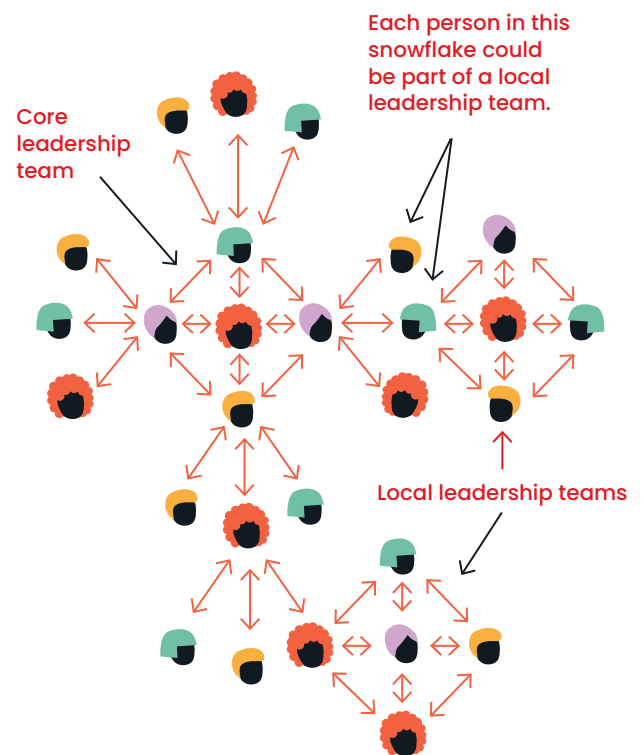 Each person in this
snowflake could
be part of a local
leadership team.
Core
leadership
team
Local leadership teams